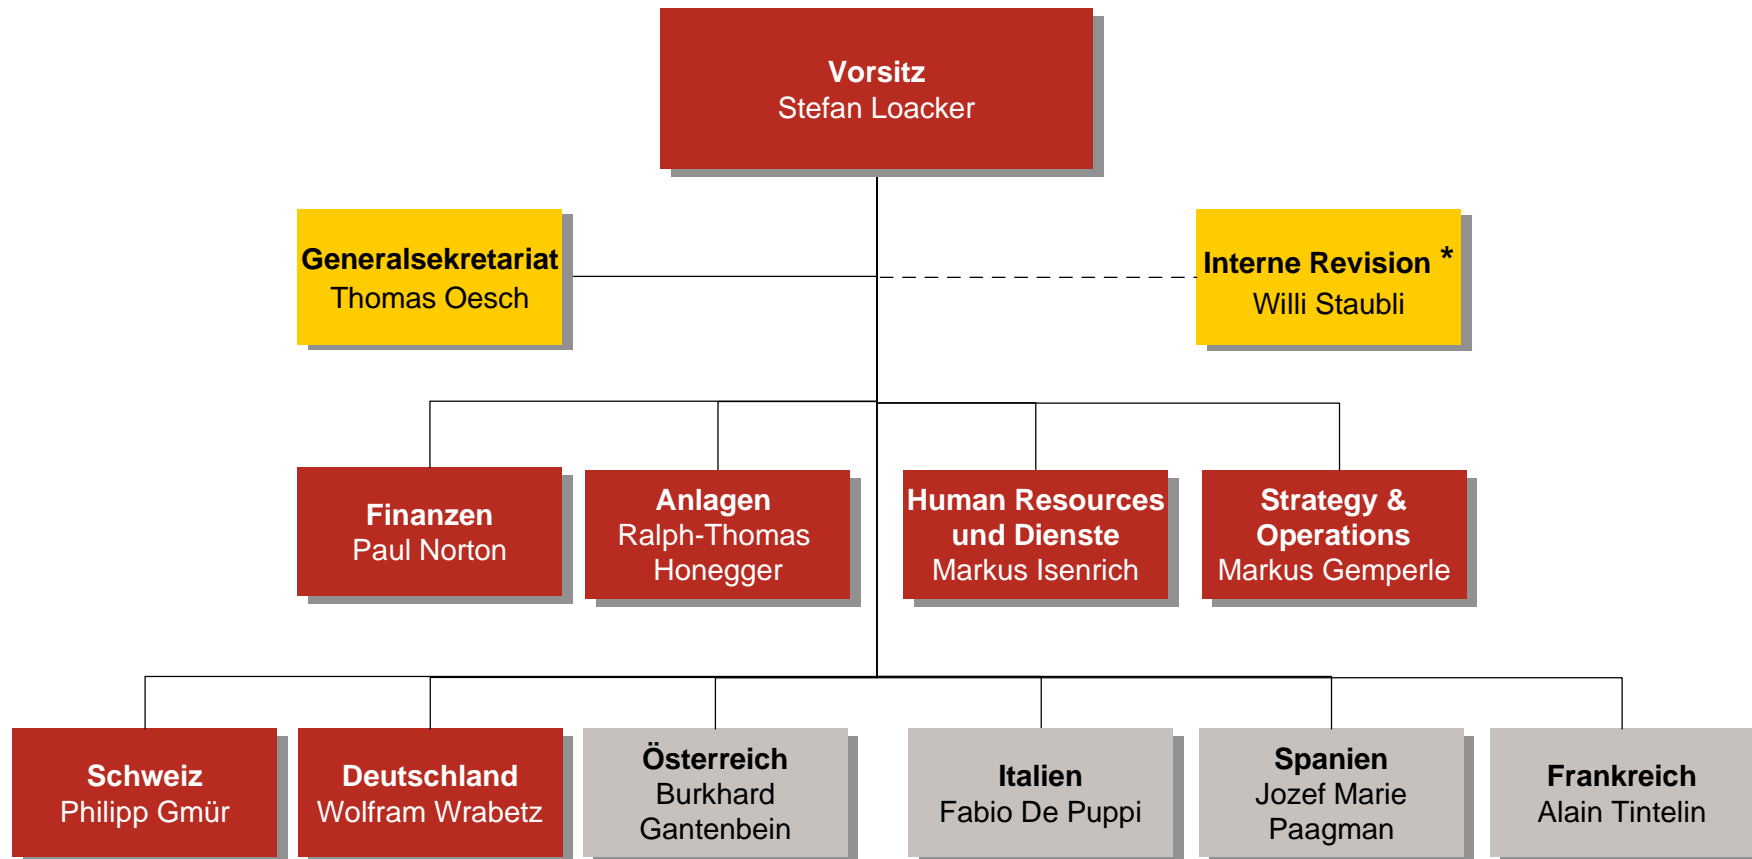 Vorsitz
Stefan Loacker
Generalsekretariat
Thomas Oesch
Interne Revision *
Willi Staubli
Finanzen
Paul Norton
Anlagen
Ralph-Thomas
Honegger
Human Resources
und Dienste
Markus Isenrich
Strategy &
Operations
Markus Gemperle
Schweiz
Philipp Gmür
Deutschland
Wolfram Wrabetz
Österreich
Burkhard
Gantenbein
Italien
Fabio De Puppi
Spanien
Jozef Marie
Paagman
Frankreich
Alain Tintelin